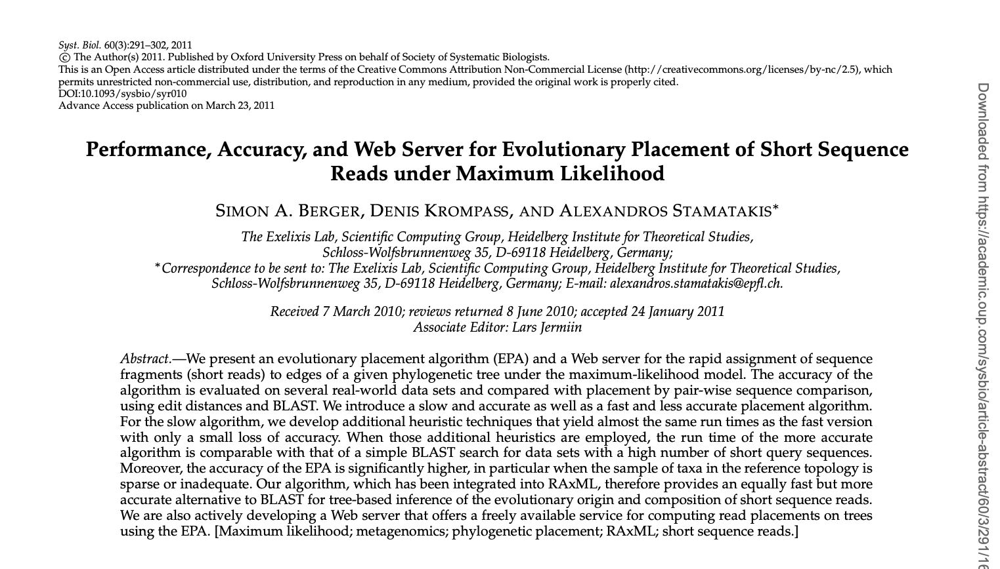 Syst. Biol. 60(3):291–302, 2011
© The Author(s) 2011. Published by Oxford University Press on behalf of Society of Systematic Biologists.
This is an Open Access article distributed under the terms of the Creative Commons Attribution Non-Commercial License (http://creativecommons.org/licenses/by-nc/2.5), which
permits unrestricted non-commercial use, distribution, and reproduction in any medium, provided the original work is properly cited.
DOI:10.1093/sysbio/syr010
Advance Access publication on March 23, 2011
Performance, Accuracy, and Web Server for Evolutionary Placement of Short Sequence
Reads under Maximum Likelihood
SIMON A. BERGER, DENIS KROMPASS, AND ALEXANDROS STAMATAKIS*
The Exelixis Lab, Scientific Computing Group, Heidelberg Institute for Theoretical Studies,
Schloss-Wolfsbrunnenweg 35, D-69118 Heidelberg, Germany;
*Correspondence to be sent to: The Exelixis Lab, Scientific Computing Group, Heidelberg Institute for Theoretical Studies,
Schloss-Wolfsbrunnenweg 35, D-69118 Heidelberg, Germany; E-mail: alexandros.stamatakis@epfl.ch.
Received 7 March 2010; reviews returned 8 June 2010; accepted 24 January 2011
Associate Editor: Lars Jermiin
Abstract.—We present an evolutionary placement algorithm (EPA) and a Web server for the rapid assignment of sequence
fragments (short reads) to edges of a given phylogenetic tree under the maximum-likelihood model. The accuracy of the
algorithm is evaluated on several real-world data sets and compared with placement by pair-wise sequence comparison,
using edit distances and BLAST. We introduce a slow and accurate as well as a fast and less accurate placement algorithm.
For the slow algorithm, we develop additional heuristic techniques that yield almost the same run times as the fast version
with only a small loss of accuracy. When those additional heuristics are employed, the run time of the more accurate
algorithm is comparable with that of a simple BLAST search for data sets with a high number of short query sequences.
Moreover, the accuracy of the EPA is significantly higher, in particular when the sample of taxa in the reference topology is
sparse or inadequate. Our algorithm, which has been integrated into RAxML, therefore provides an equally fast but more
accurate alternative to BLAST for tree-based inference of the evolutionary origin and composition of short sequence reads.
We are also actively developing a Web server that offers a freely available service for computing read placements on trees
using the EPA. [Maximum likelihood; metagenomics; phylogenetic placement; RAxML; short sequence reads.]
Downloaded from https://academic.oup.com/sysbio/article-abstract/60/3/291/16